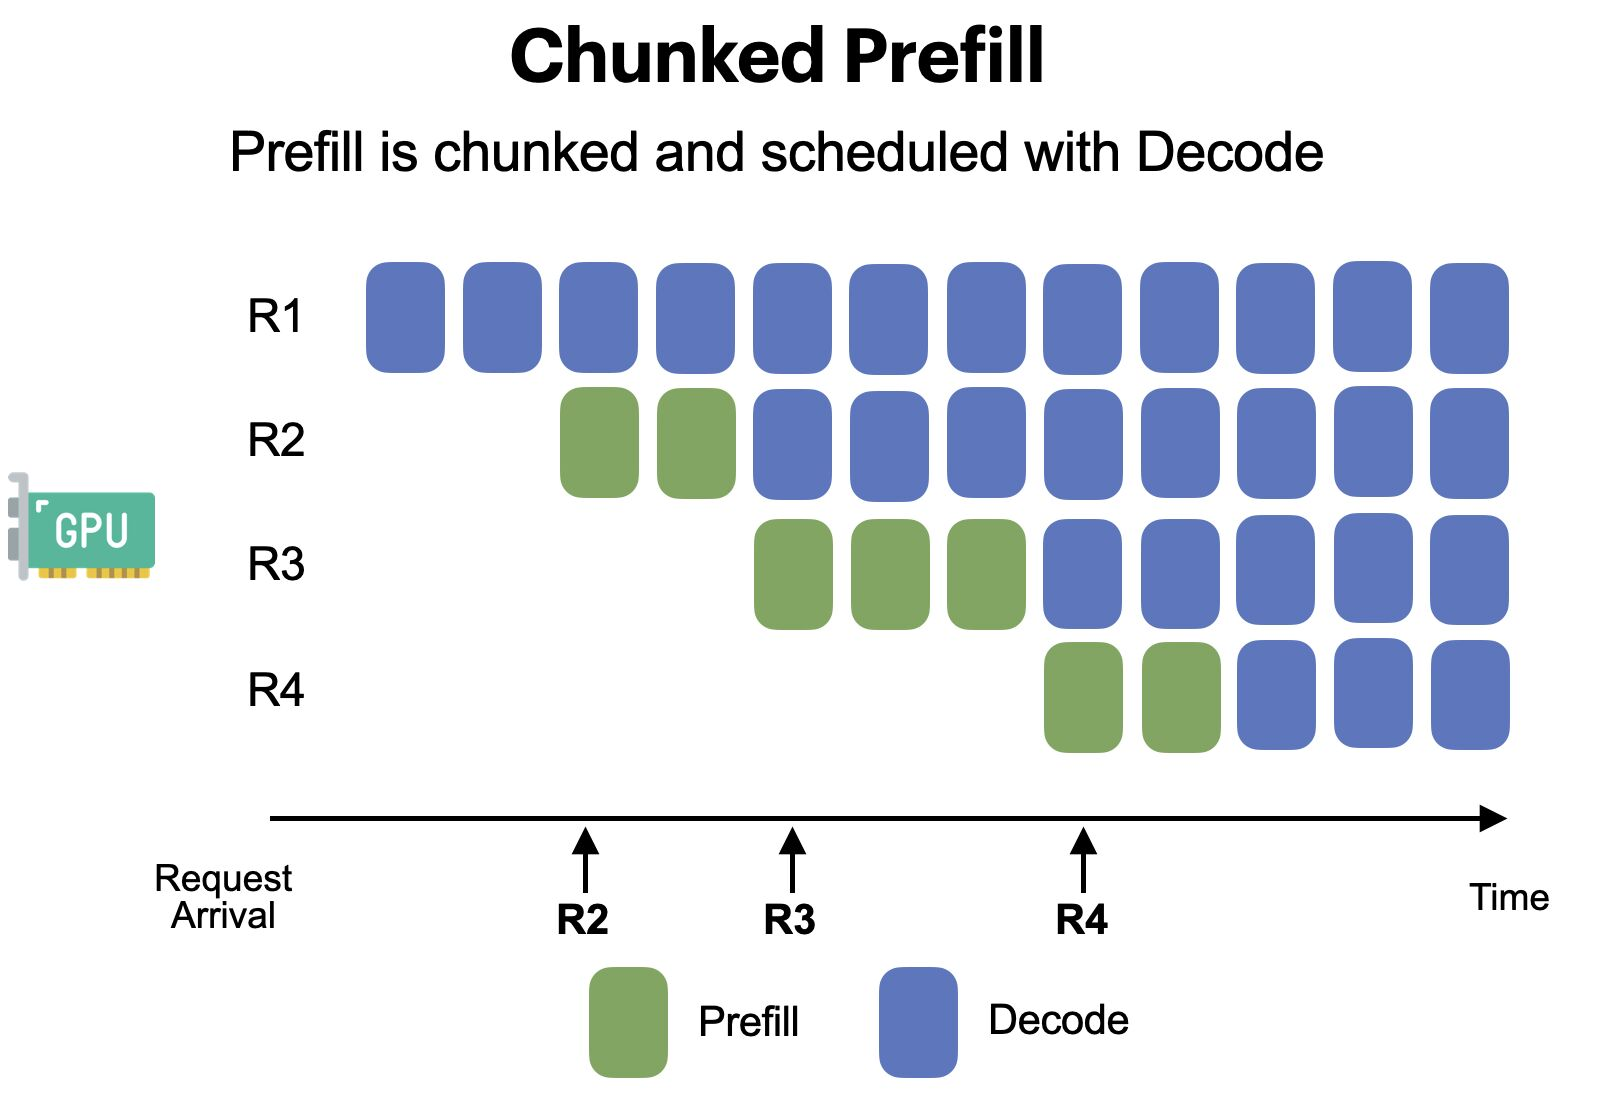 Chunked Prefill
Prefill is chunked and scheduled with Decode
R1
R2
GPU
R3
R4
Request
Arrival
R2
R3
R4
Time
Prefill
Decode